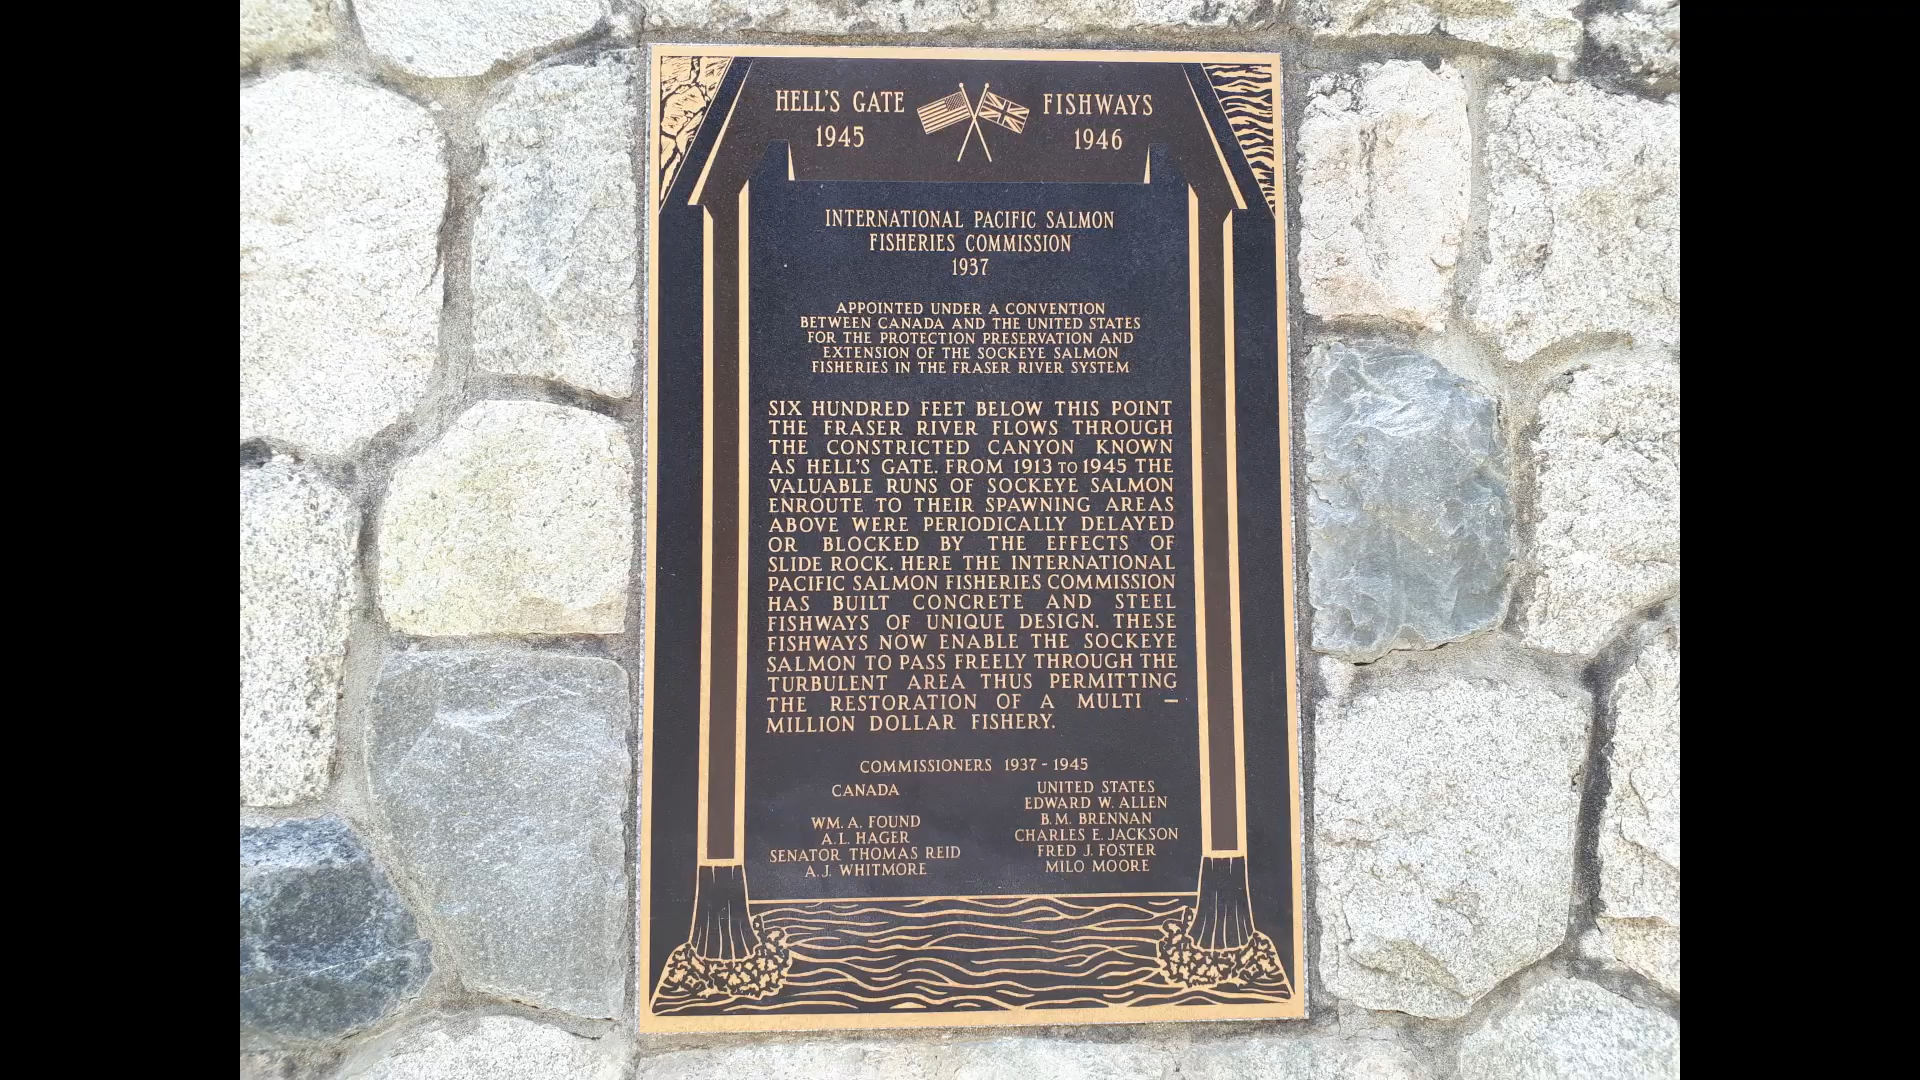 HELL'S GATE FISHWAYS
1945 1946
INTERNATIONAL PACIFIC SALMON
FISHERIES COMMISSION
1937
APPOINTED UNDER A CONVENTION
BETWEEN CANADA AND THE UNITED STATES
FOR THE PROTECTION PRESERVATION AND
EXTENSION OF THE SOCKEYE SALMON
FISHERIES IN THE FRASER RIVER SYSTEM
SIX HUNDRED FEET BELOW THIS POINT
THE FRASER RIVER FLOWS THROUGH
THE CONSTRICTED CANYON KNOWN
AS HELL'S GATE. FROM 1913 TO 1945 THE
VALUABLE RUNS OF SOCKEYE SALMON
ENROUTE TO THEIR SPAWNING AREAS
ABOVE WERE PERIODICALLY DELAYED
OR BLOCKED BY THE EFFECTS OF
SLIDE ROCK. HERE THE INTERNATIONAL
PACIFIC SALMON FISHERIES COMMISSION
HAS BUILT CONCRETE AND STEEL
FISHWAYS OF UNIQUE DESIGN. THESE
FISHWAYS NOW ENABLE THE SOCKEYE
SALMON TO PASS FREELY THROUGH THE
TURBULENT AREA THUS PERMITTING
THE RESTORATION OF A MULTI –
MILLION DOLLAR FISHERY.
COMMISSIONERS 1937 - 1945
CANADA
WM. A. FOUND
A.L. HAGER
SENATOR THOMAS REID
A.J. WHITMORE
UNITED STATES
EDWARD W. ALLEN
B.M. BRENNAN
CHARLES E. JACKSON
FRED J. FOSTER
MILO MOORE